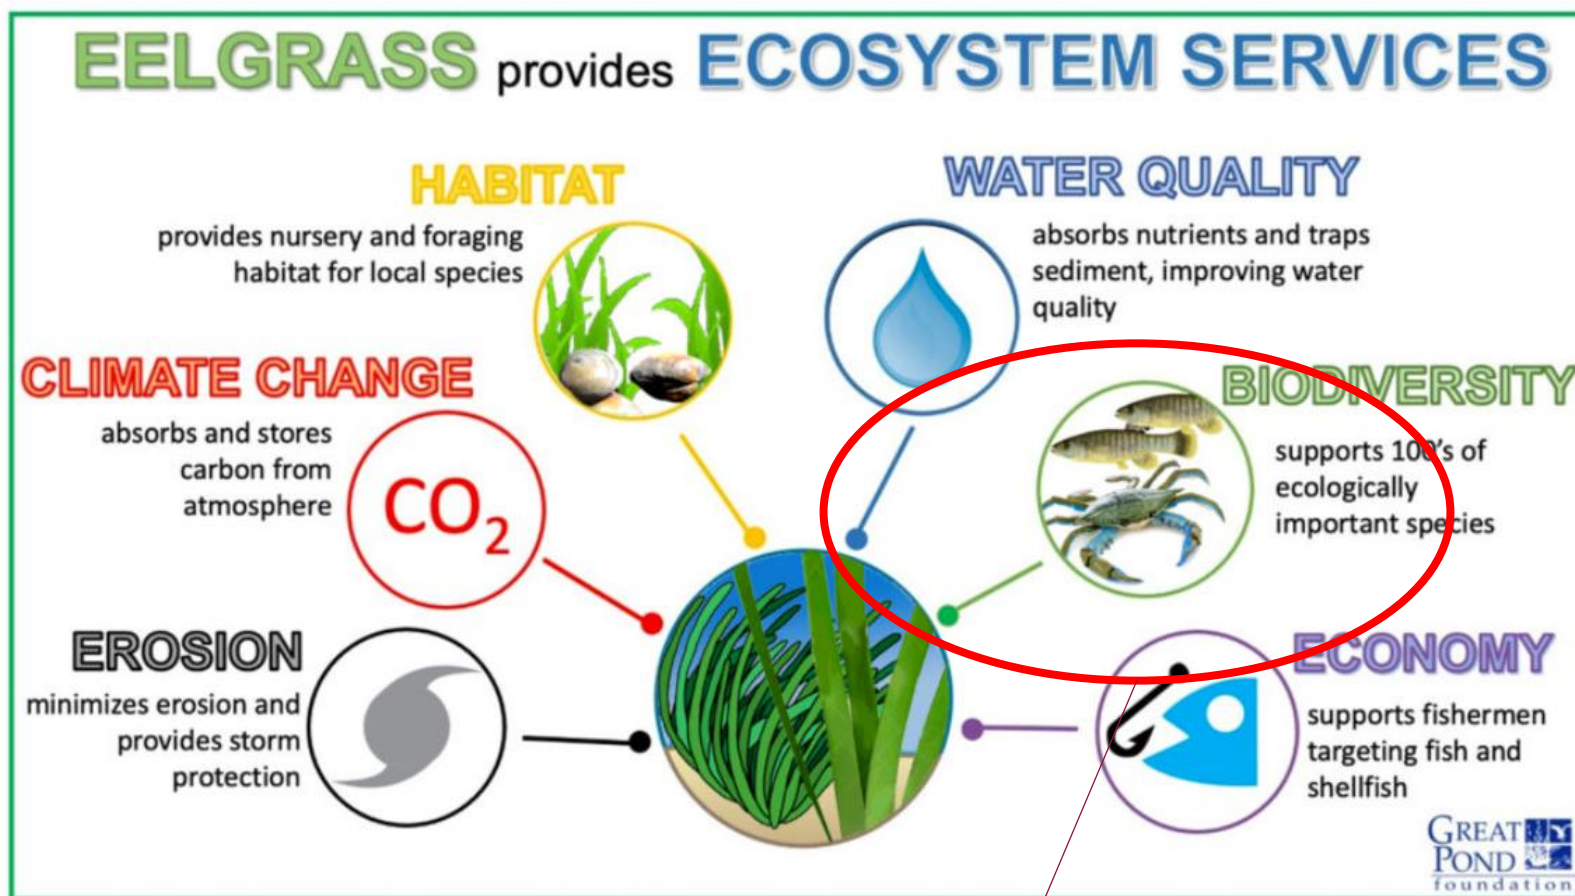 EELGRASS provides ECOSYSTEM SERVICES
HABITAT
provides nursery and foraging
habitat for local species
WATER QUALITY
absorbs nutrients and traps
sediment, improving water
quality
CLIMATE CHANGE
absorbs and stores
carbon from
atmosphere
CO₂
BIODIVERSITY
supports 100's of
ecologically
important species
EROSION
minimizes erosion and
provides storm
protection
ECONOMY
supports fishermen
targeting fish and
shellfish
GREAT
POND
foundation